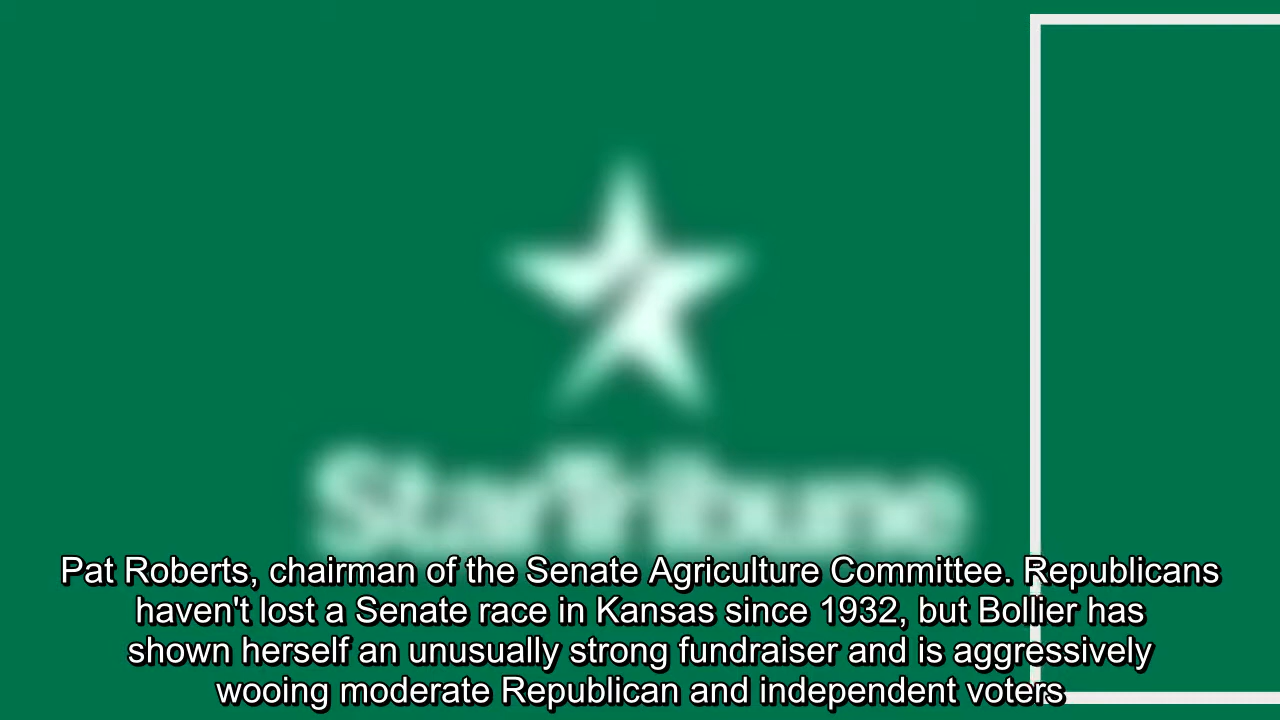 StarTribune
Pat Roberts, chairman of the Senate Agriculture Committee. Republicans
haven't lost a Senate race in Kansas since 1932, but Bollier has
shown herself an unusually strong fundraiser and is aggressively
wooing moderate Republican and independent voters